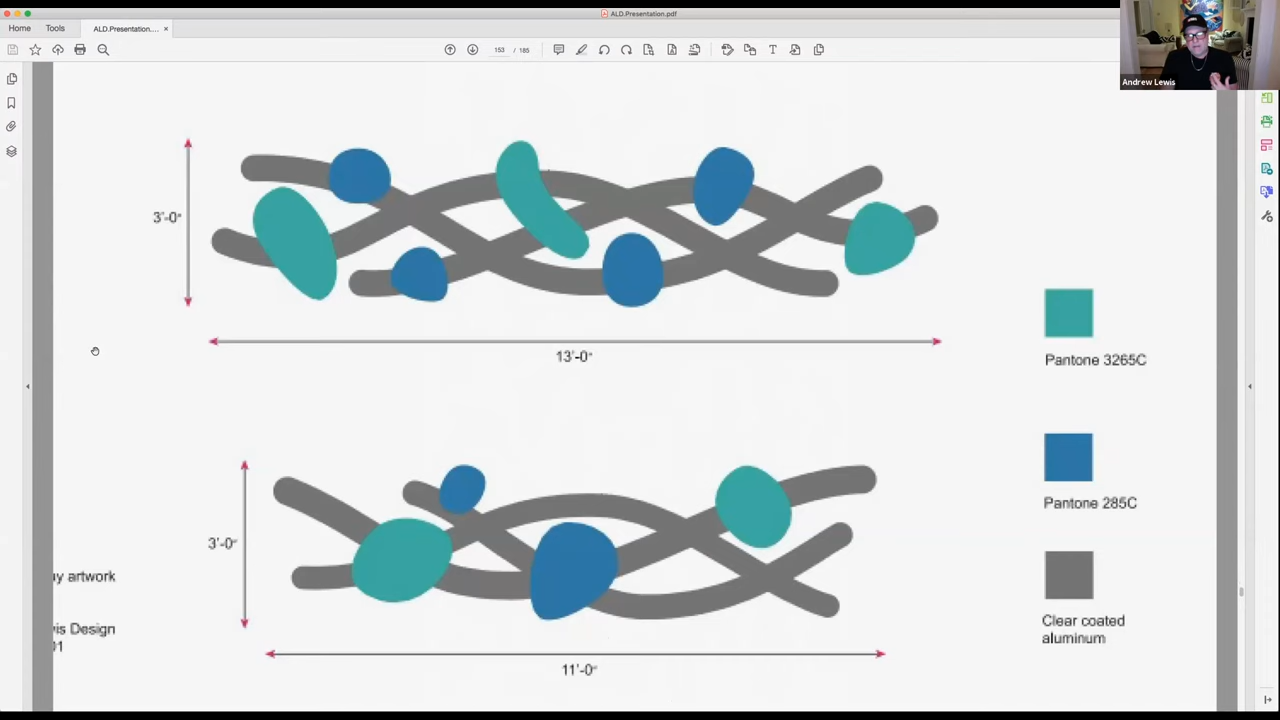 ALD.Presentation.pdf
Home
Tools
ALD.Presentation....
153 / 185
Andrew Lewis
3'-0"
13'-0"
Pantone 3265C
Pantone 285C
3'-0"
11'-0"
Clear coated
aluminum
y artwork
is Design